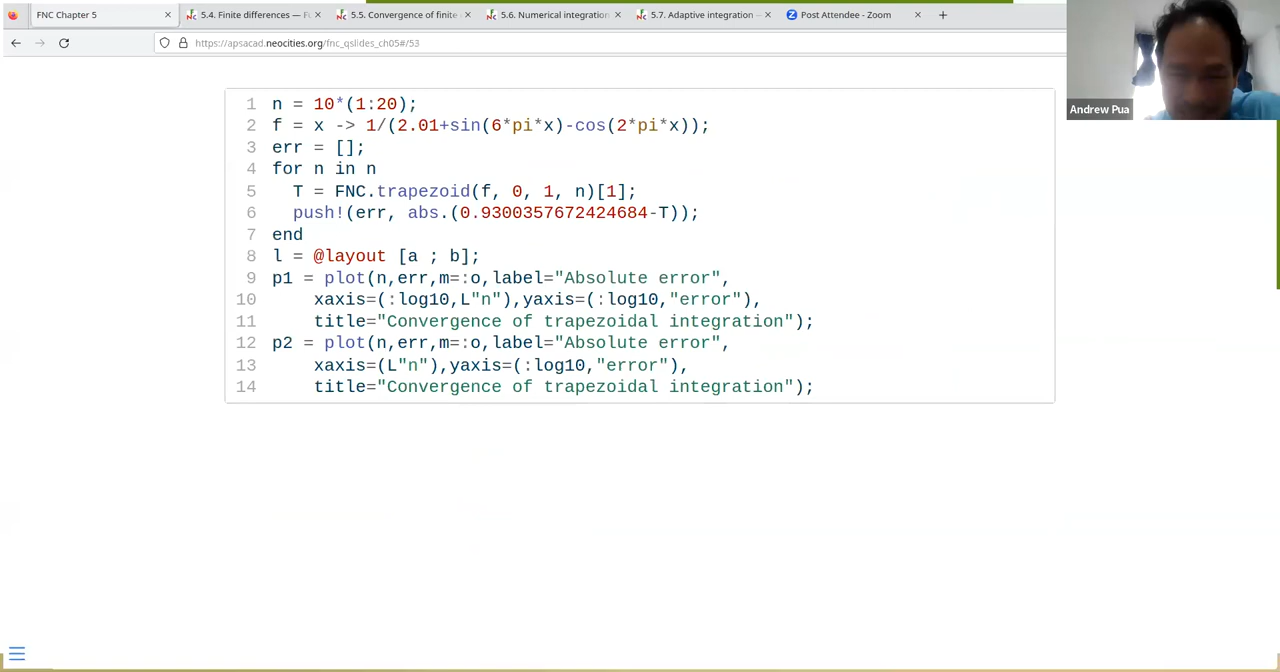 FNC Chapter 5
5.4. Finite differences — F
5.5. Convergence of finite
5.6. Numerical integration
5.7. Adaptive integration —
Post Attendee - Zoom
https://apsacad.neocities.org/fnc_qslides_ch05#/53
Andrew Pua
1 n = 10*(1:20);
2 f = x -> 1/(2.01+sin(6*pi*x)-cos(2*pi*x));
3 err = [];
4 for n in n
5   T = FNC.trapezoid(f, 0, 1, n)[1];
6   push!(err, abs.(0.9300357672424684-T));
7 end
8 l = @layout [a ; b];
9 p1 = plot(n,err,m=:o,label="Absolute error",
10     xaxis=(:log10,L"n"),yaxis=(:log10,"error"),
11     title="Convergence of trapezoidal integration");
12 p2 = plot(n,err,m=:o,label="Absolute error",
13     xaxis=(L"n"),yaxis=(:log10,"error"),
14     title="Convergence of trapezoidal integration");